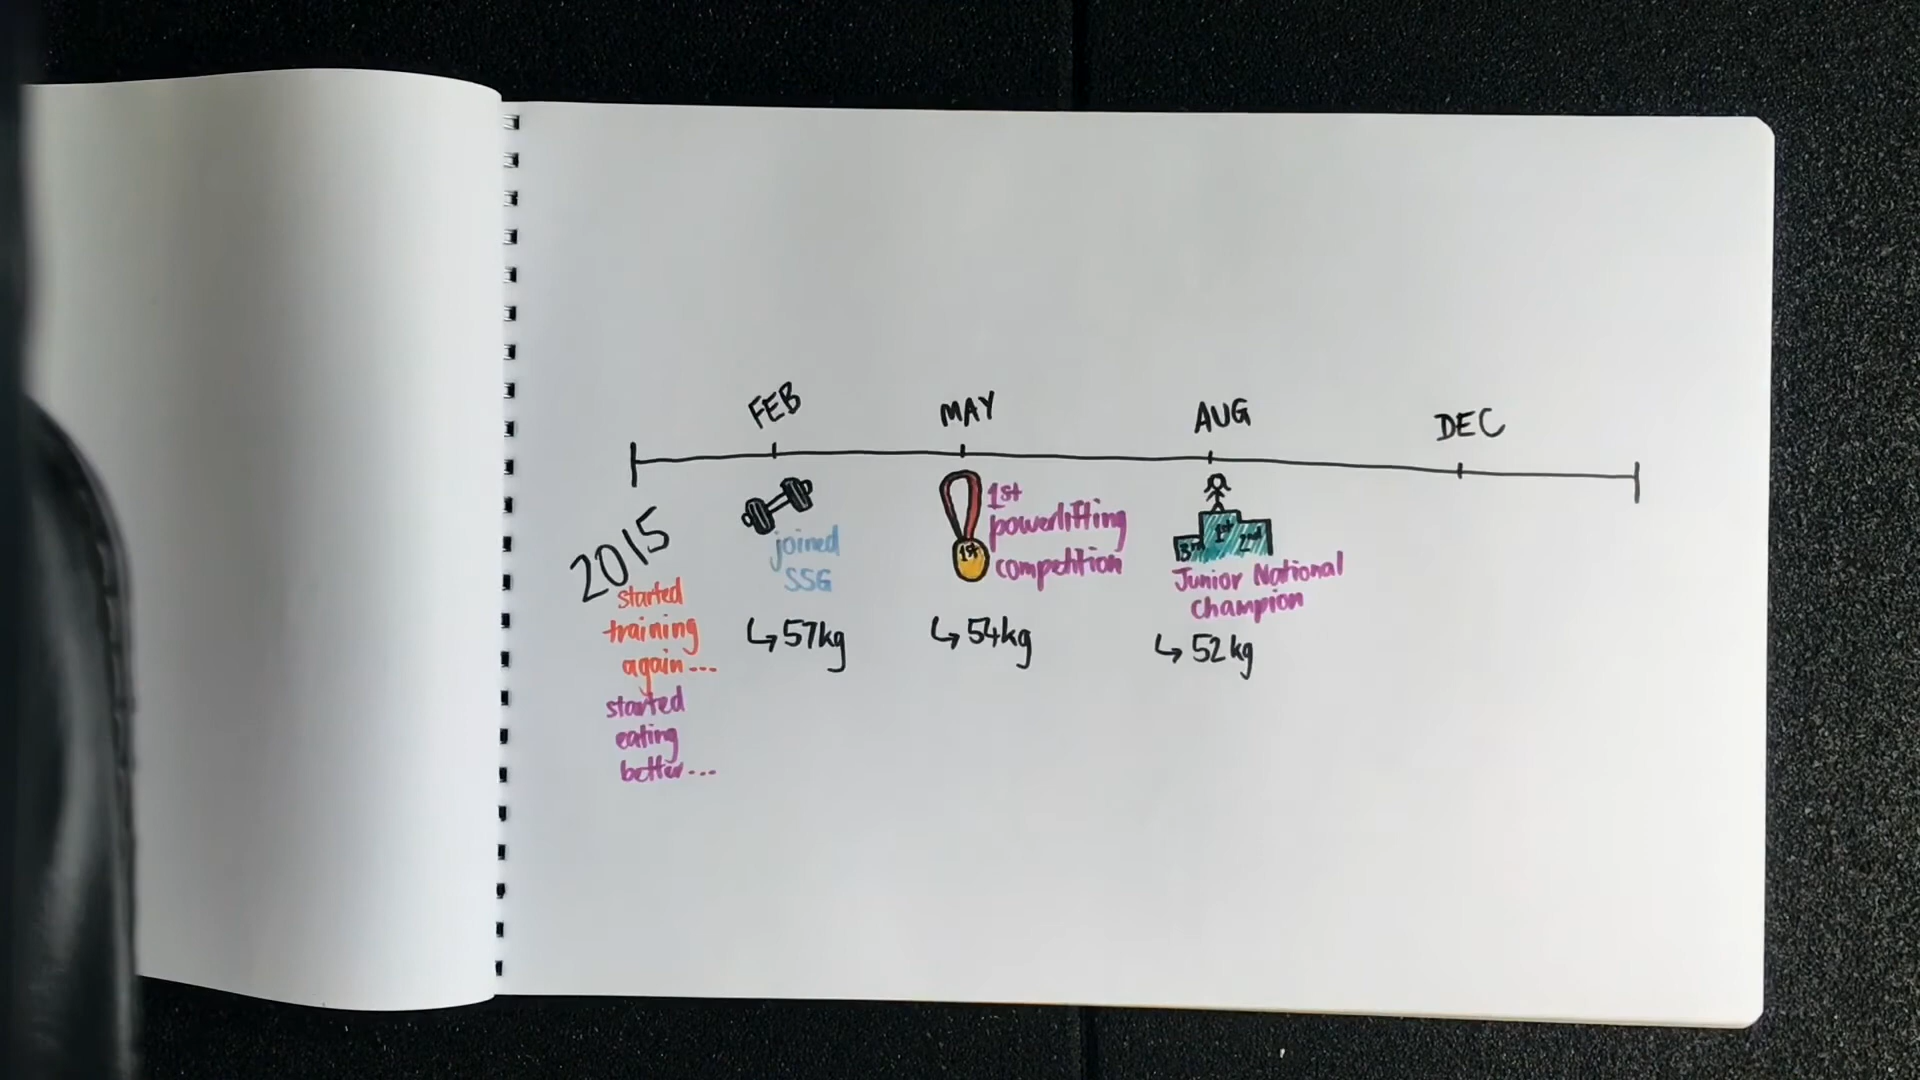 FEB
MAY
AUG
DEC
2015
started
training
again...
started
eating
better...
joined
SSG
↳ 57kg
1st
1st
powerlifting
competition
↳ 54kg
1st
2nd
3rd
Junior National
Champion
↳ 52kg